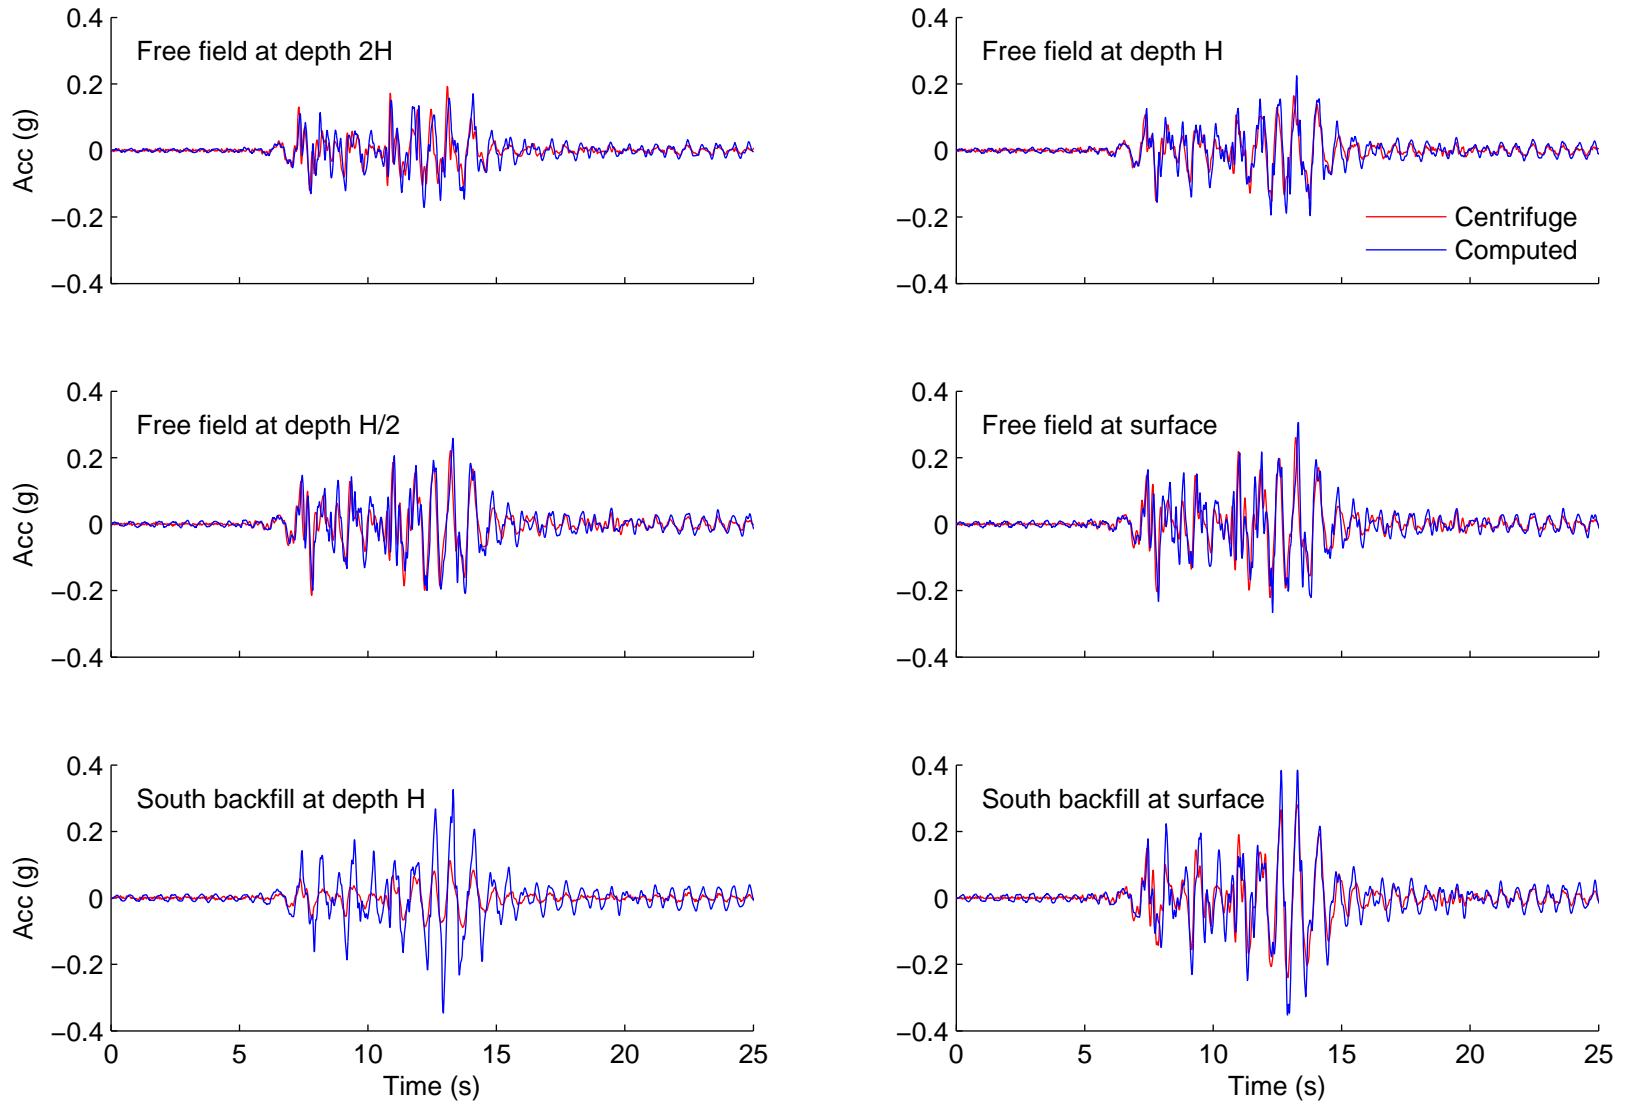 0.4
0.2
0
−0.2
−0.4
Acc (g)
Free field at depth 2H
Free field at depth H
0.4
0.2
0
−0.2
−0.4
Centrifuge
Computed
0.4
0.2
0
−0.2
−0.4
Acc (g)
Free field at depth H/2
Free field at surface
0.4
0.2
0
−0.2
−0.4
0.4
0.2
0
−0.2
−0.4
Acc (g)
South backfill at depth H
0 5 10 15 20 25
Time (s)
South backfill at surface
0.4
0.2
0
−0.2
−0.4
0 5 10 15 20 25
Time (s)